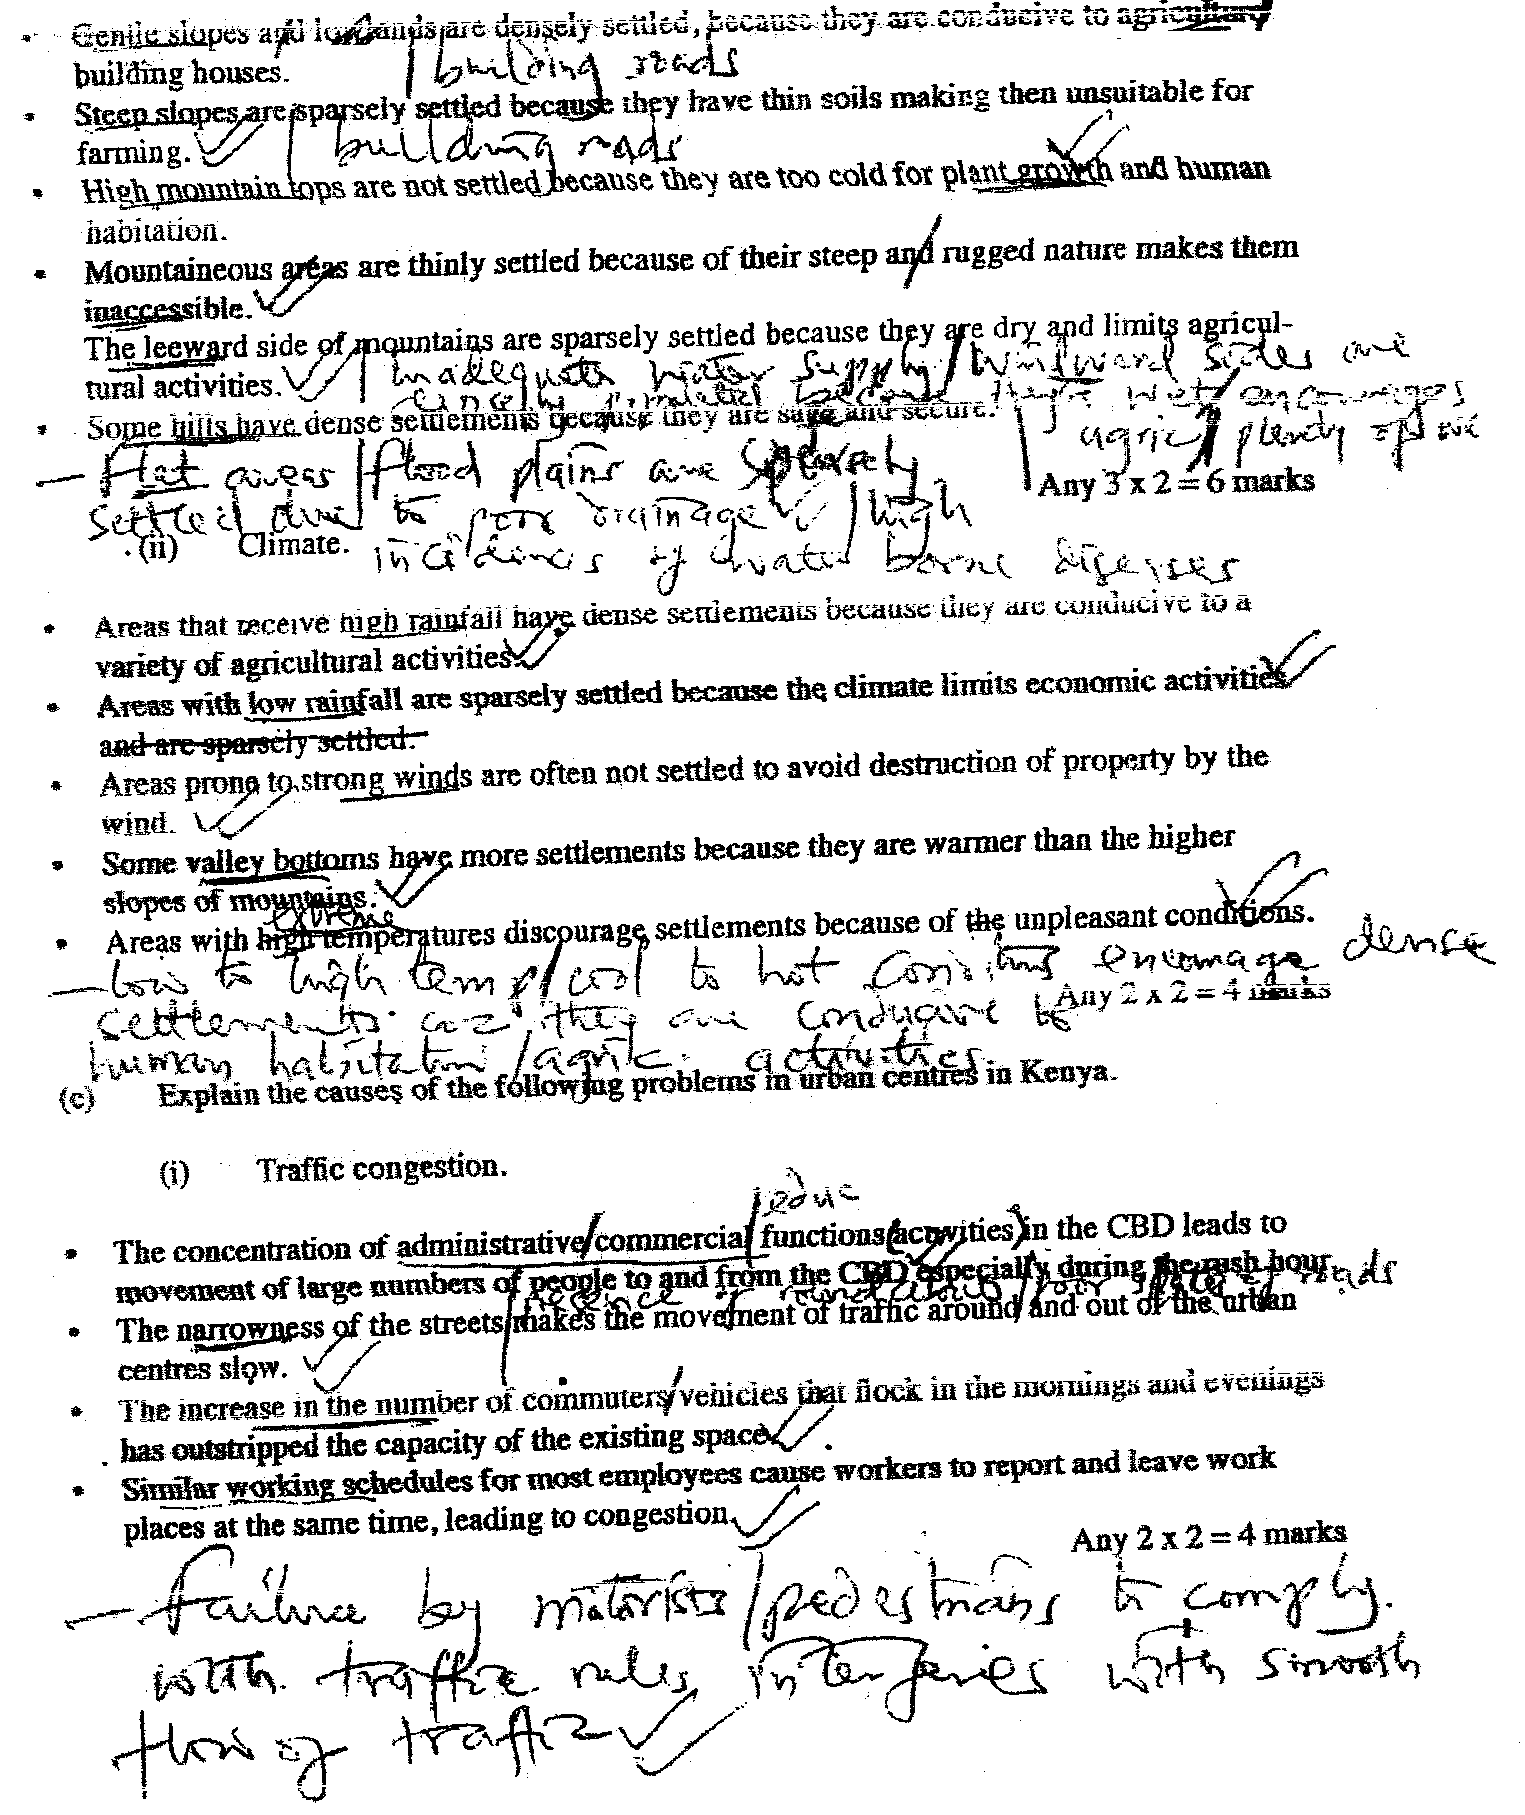 • Gentle slopes and lowlands are densely settled, because they are conducive to agriculture/
building houses. / building roads
• Steep slopes are sparsely settled because they have thin soils making then unsuitable for
farming. / building roads
• High mountain tops are not settled because they are too cold for plant growth and human
habitation.
• Mountaineous areas are thinly settled because of their steep and rugged nature makes them
inaccessible.
The leeward side of mountains are sparsely settled because they are dry and limits agricul-
tural activities. / inadequate water supply / windward sides are
because they're wet / encourages
• Some hills have dense settlements because they are safe and secure.
agric / plenty of
– flat areas / flood plains are sparsely
Any 3 x 2 = 6 marks
settled due to poor drainage / high
(ii) Climate. incidences of water borne diseases
• Areas that receive high rainfall have dense settlements because they are conducive to a
variety of agricultural activities.
• Areas with low rainfall are sparsely settled because the climate limits economic activities
and are sparsely settled.
• Areas prone to strong winds are often not settled to avoid destruction of property by the
wind.
• Some valley bottoms have more settlements because they are warmer than the higher
slopes of mountains.
extreme
• Areas with high temperatures discourage settlements because of the unpleasant conditions.
– low to high temp / cool to hot conditions encourage dense
Any 2 x 2 = 4 marks
settlements coz they are conducive to
human habitation / agric. activities
(c) Explain the causes of the following problems in urban centres in Kenya.
(i) Traffic congestion.
/ educ
• The concentration of administrative/commercial/functions (activities) in the CBD leads to
movement of large numbers of people to and from the CBD especially during the rush hour.
/ presence of roundabouts / poor state of roads
• The narrowness of the streets makes the movement of traffic around and out of the urban
centres slow.
• The increase in the number of commuters/vehicles that flock in the mornings and evenings
has outstripped the capacity of the existing space.
• Similar working schedules for most employees cause workers to report and leave work
places at the same time, leading to congestion.
Any 2 x 2 = 4 marks
– Failure by motorists / pedestrians to comply
with traffic rules interferes with smooth
flow of traffic